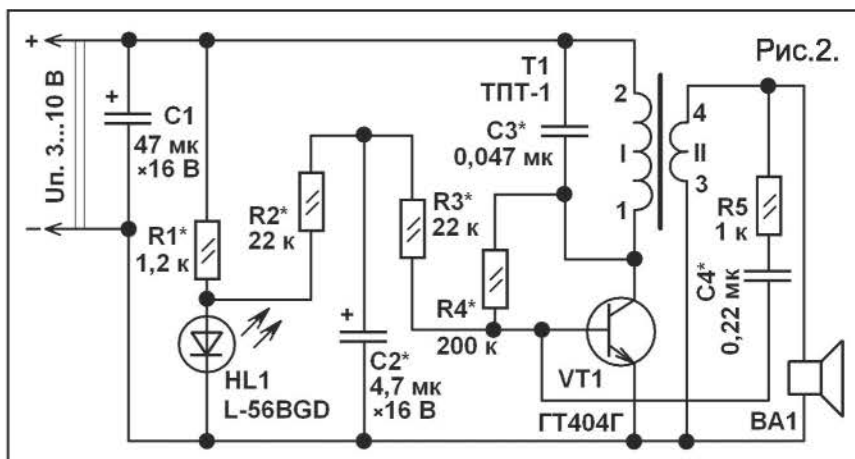 Рис.2.
+
Uп. 3...10 В
−
+
C1
47 мк
×16 В
R1*
1,2 к
HL1
L-56BGD
R2*
22 к
+
C2*
4,7 мк
×16 В
R3*
22 к
R4*
200 к
T1
ТПТ-1
C3*
0,047 мк
2
I
1
4
II
3
VT1
ГТ404Г
R5
1 к
C4*
0,22 мк
BA1